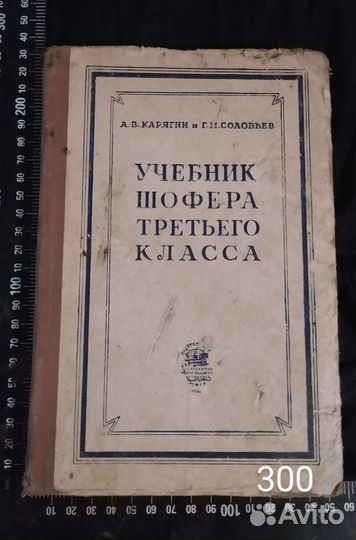 А. В. КАРЯГИН и Г. И. СОЛОВЬЕВ
УЧЕБНИК
ШОФЕРА
ТРЕТЬЕГО
КЛАССА
300
Avito